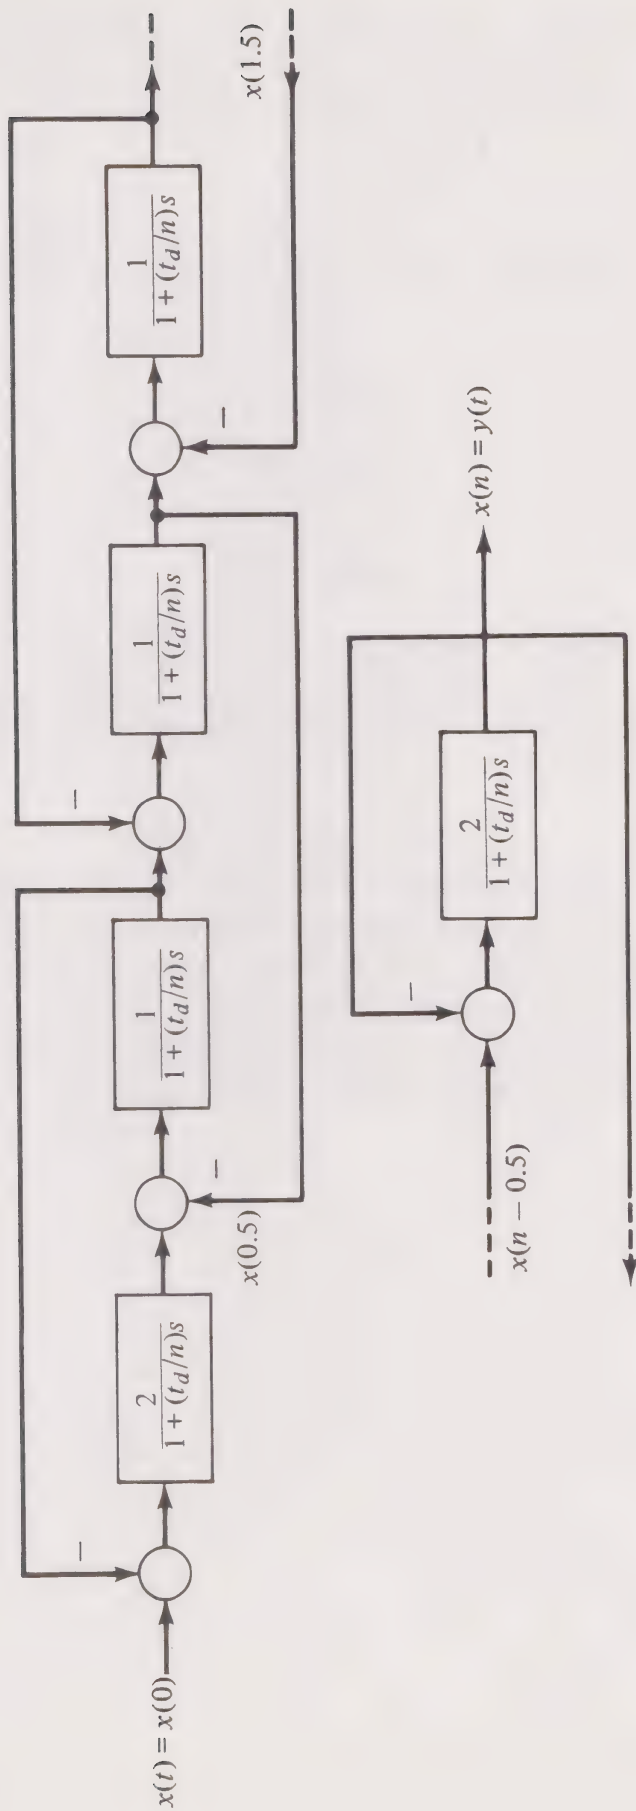 x(t) = x(0)
−
2
1 + (t_d/n)s
x(0.5)
−
1
1 + (t_d/n)s
−
1
1 + (t_d/n)s
−
1
1 + (t_d/n)s
x(1.5)
x(n − 0.5)
−
2
1 + (t_d/n)s
x(n) = y(t)